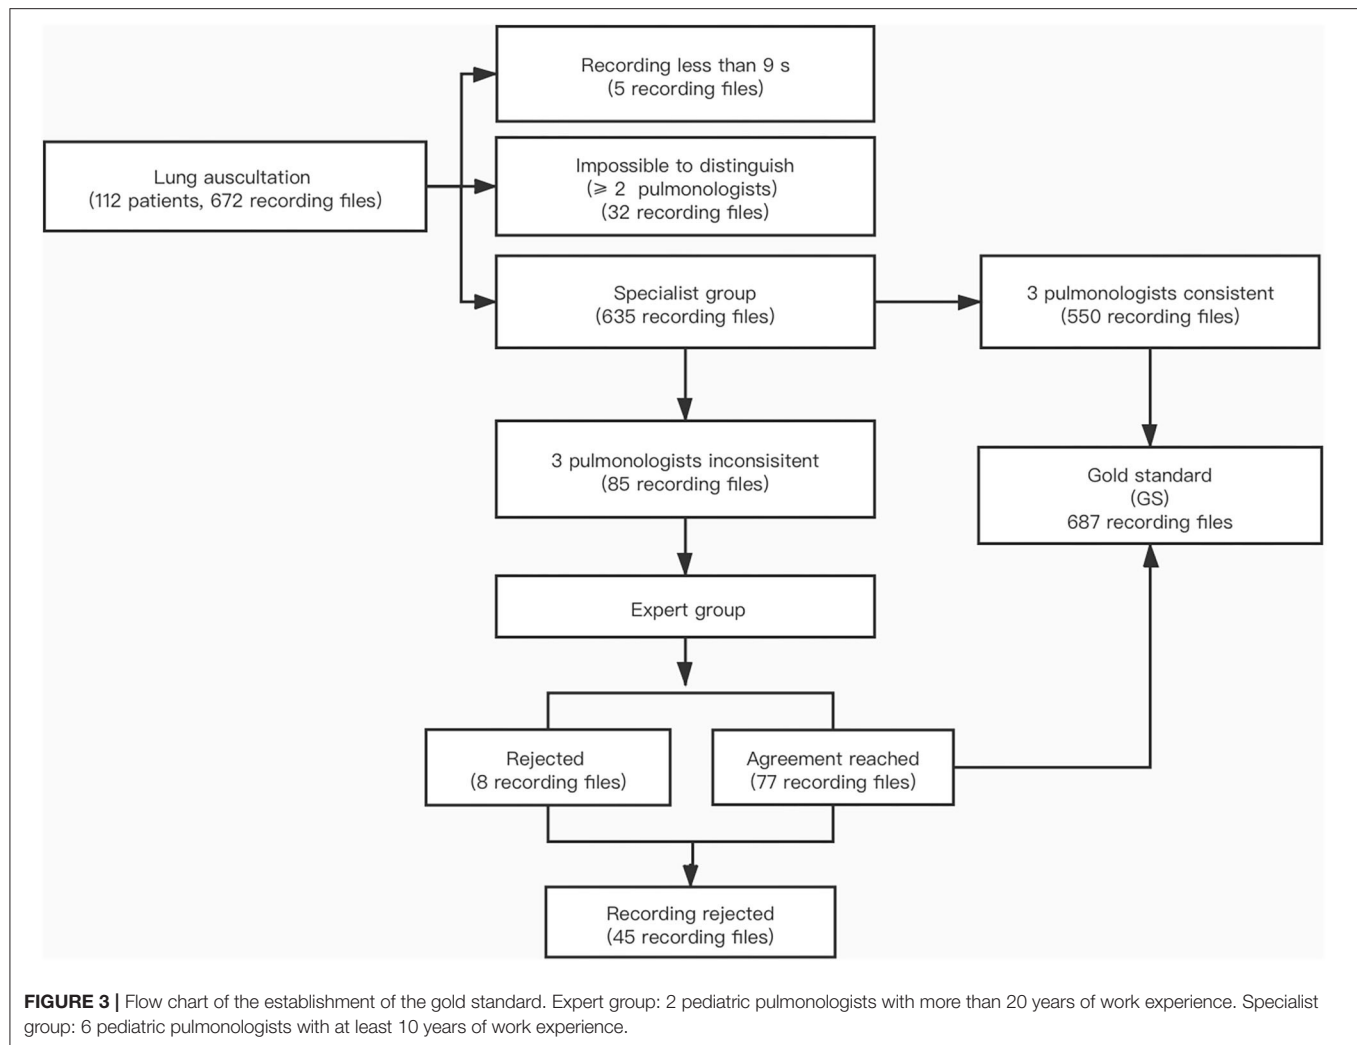 Recording less than 9 s
(5 recording files)
Lung auscultation
(112 patients, 672 recording files)
Impossible to distinguish
(⩾ 2 pulmonologists)
(32 recording files)
Specialist group
(635 recording files)
3 pulmonologists consistent
(550 recording files)
3 pulmonologists inconsisitent
(85 recording files)
Gold standard
(GS)
687 recording files
Expert group
Rejected
(8 recording files)
Agreement reached
(77 recording files)
Recording rejected
(45 recording files)
FIGURE 3 | Flow chart of the establishment of the gold standard. Expert group: 2 pediatric pulmonologists with more than 20 years of work experience. Specialist
group: 6 pediatric pulmonologists with at least 10 years of work experience.